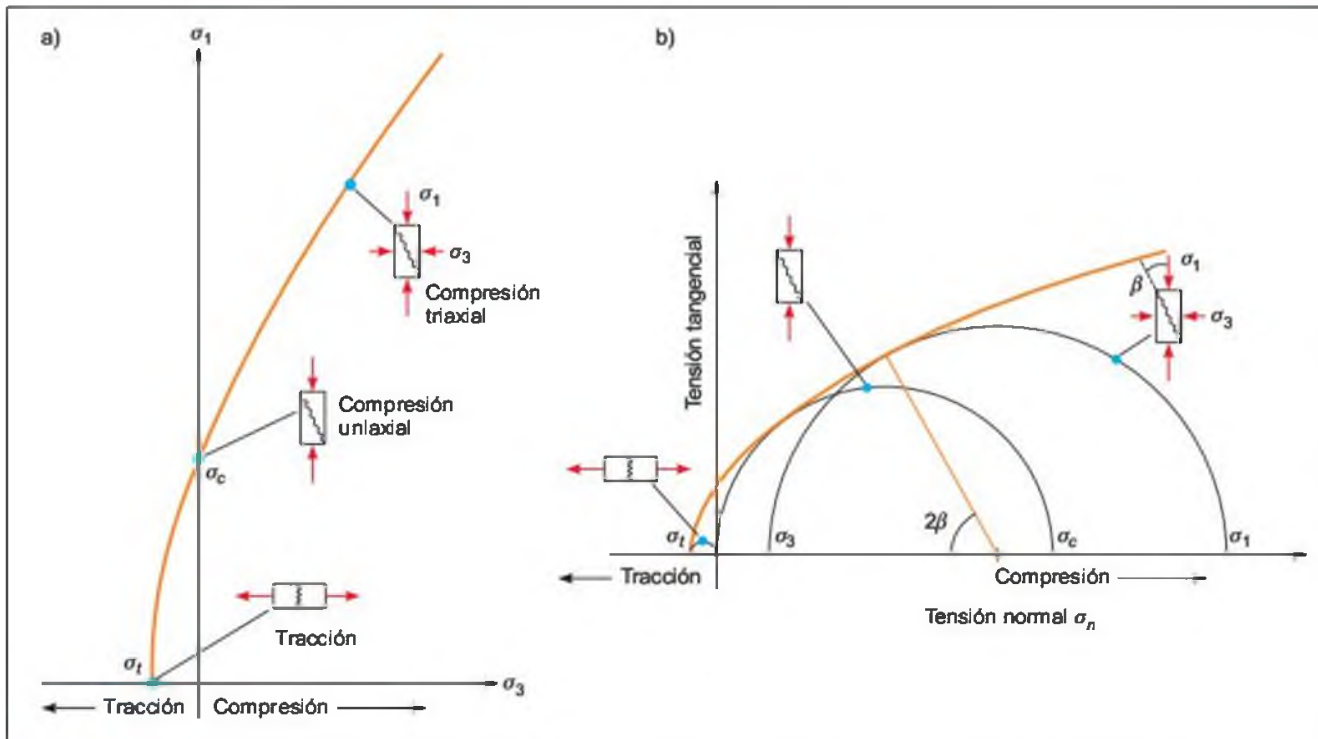 a)
σ1
σ1
σ3
Compresión
triaxial
Compresión
uniaxial
σc
Tracción
σt
σ3
Tracción
Compresión
b)
Tensión tangencial
σ1
β
σ3
2β
σt
σ3
σc
σ1
Tracción
Compresión
Tensión normal σn